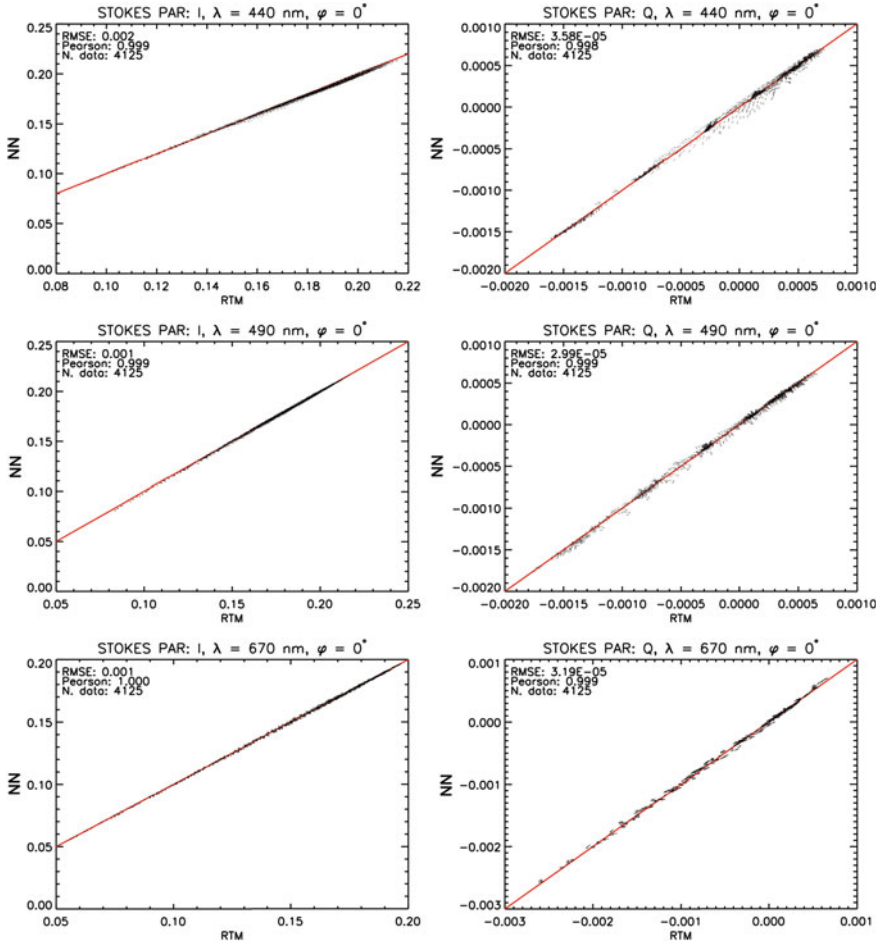 STOKES PAR: I, λ = 440 nm, φ = 0°
RMSE: 0.002
Pearson: 0.999
N. data: 4125
0.25
0.20
0.15
0.10
0.05
0.00
NN
0.08 0.10 0.12 0.14 0.16 0.18 0.20 0.22
RTM
STOKES PAR: Q, λ = 440 nm, φ = 0°
RMSE: 3.58E-05
Pearson: 0.998
N. data: 4125
0.0010
0.0005
0.0000
-0.0005
-0.0010
-0.0015
-0.0020
NN
-0.0020 -0.0015 -0.0010 -0.0005 0.0000 0.0005 0.0010
RTM
STOKES PAR: I, λ = 490 nm, φ = 0°
RMSE: 0.001
Pearson: 0.999
N. data: 4125
0.25
0.20
0.15
0.10
0.05
0.00
NN
0.05 0.10 0.15 0.20 0.25
RTM
STOKES PAR: Q, λ = 490 nm, φ = 0°
RMSE: 2.99E-05
Pearson: 0.999
N. data: 4125
0.0010
0.0005
0.0000
-0.0005
-0.0010
-0.0015
-0.0020
NN
-0.0020 -0.0015 -0.0010 -0.0005 0.0000 0.0005 0.0010
RTM
STOKES PAR: I, λ = 670 nm, φ = 0°
RMSE: 0.001
Pearson: 1.000
N. data: 4125
0.20
0.15
0.10
0.05
0.00
NN
0.05 0.10 0.15 0.20
RTM
STOKES PAR: Q, λ = 670 nm, φ = 0°
RMSE: 3.19E-05
Pearson: 0.999
N. data: 4125
0.001
0.000
-0.001
-0.002
-0.003
NN
-0.003 -0.002 -0.001 0.000 0.001
RTM